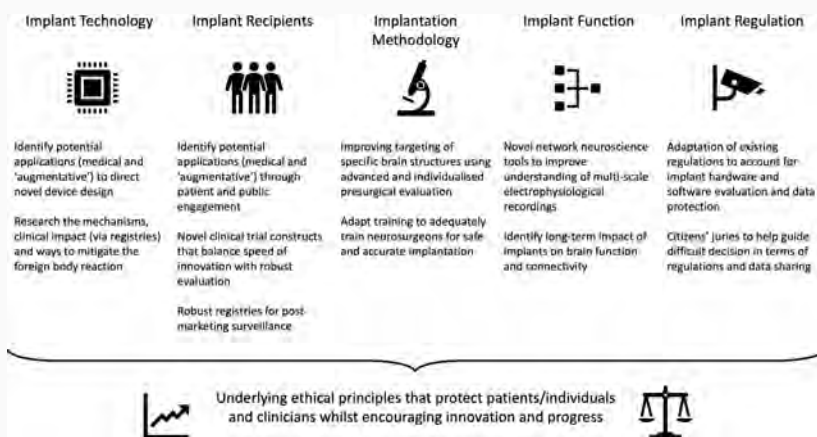 Implant Technology
Identify potential
applications (medical and
'augmentative') to direct
novel device design
Research the mechanisms,
clinical impact (via registries)
and ways to mitigate the
foreign body reaction
Implant Recipients
Identify potential
applications (medical and
'augmentative') through
patient and public
engagement
Novel clinical trial constructs
that balance speed of
innovation with robust
evaluation
Robust registries for post-
marketing surveillance
Implantation
Methodology
Improving targeting of
specific brain structures using
advanced and individualised
presurgical evaluation
Adapt training to adequately
train neurosurgeons for safe
and accurate implantation
Implant Function
Novel network neuroscience
tools to improve
understanding of multi-scale
electrophysiological
recordings
Identify long-term impact of
implants on brain function
and connectivity
Implant Regulation
Adaptation of existing
regulations to account for
implant hardware and
software evaluation and data
protection
Citizens' juries to help guide
difficult decision in terms of
regulations and data sharing
Underlying ethical principles that protect patients/individuals
and clinicians whilst encouraging innovation and progress